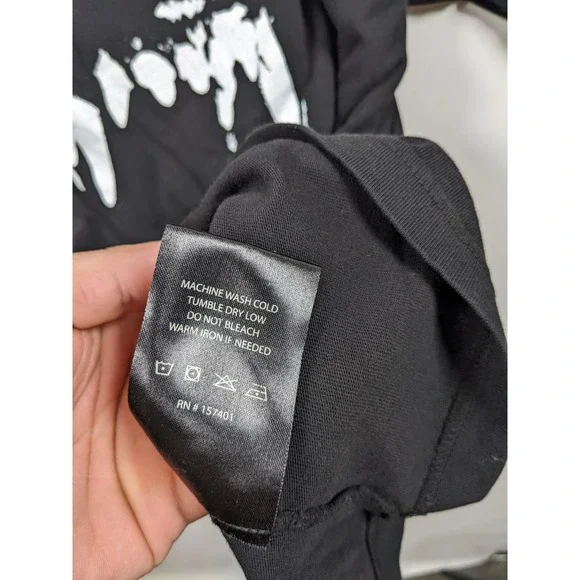 MACHINE WASH COLD
TUMBLE DRY LOW
DO NOT BLEACH
WARM IRON IF NEEDED
RN # 157401